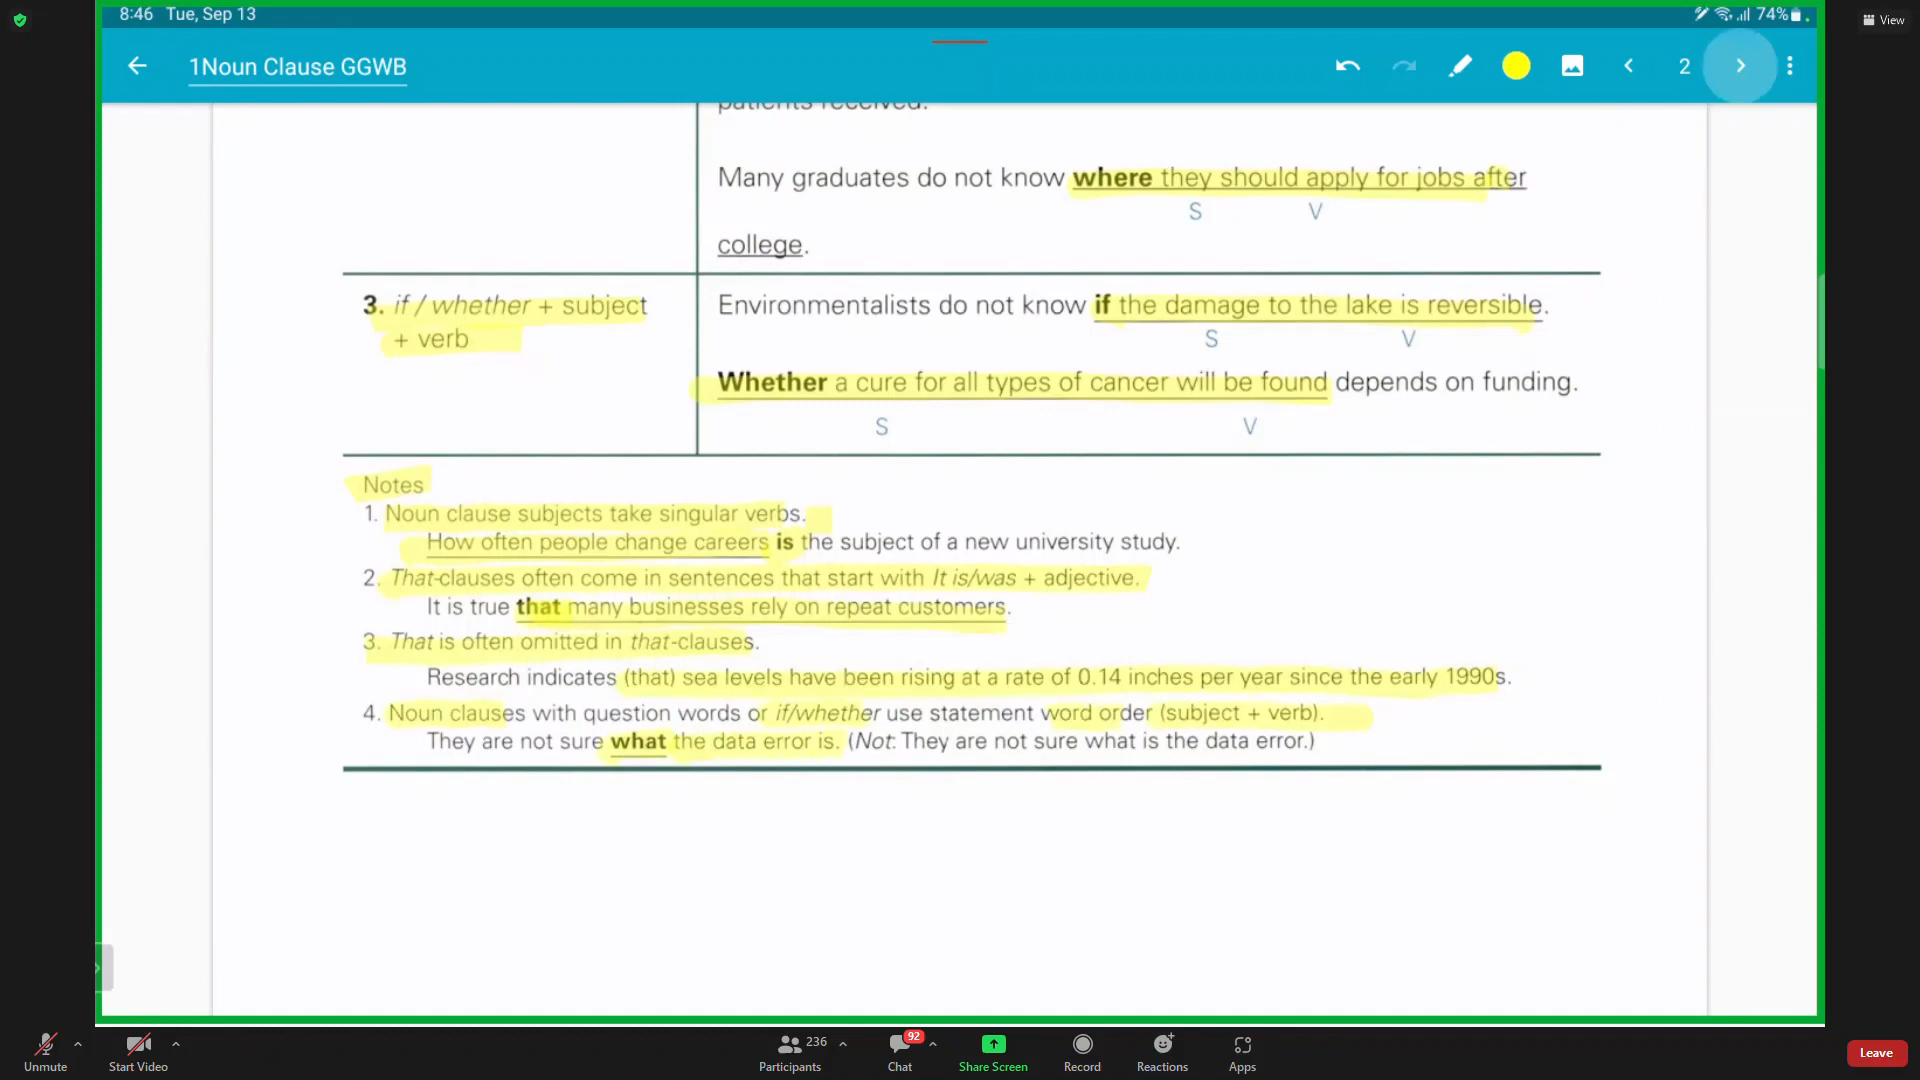 8:46 Tue, Sep 13
74%
View
1Noun Clause GGWB
2
patients received.
Many graduates do not know where they should apply for jobs after
S V
college.
3. if / whether + subject
+ verb
Environmentalists do not know if the damage to the lake is reversible.
S V
Whether a cure for all types of cancer will be found depends on funding.
S V
Notes
1. Noun clause subjects take singular verbs.
How often people change careers is the subject of a new university study.
2. That-clauses often come in sentences that start with It is/was + adjective.
It is true that many businesses rely on repeat customers.
3. That is often omitted in that-clauses.
Research indicates (that) sea levels have been rising at a rate of 0.14 inches per year since the early 1990s.
4. Noun clauses with question words or if/whether use statement word order (subject + verb).
They are not sure what the data error is. (Not: They are not sure what is the data error.)
236
92
Unmute
Start Video
Participants
Chat
Share Screen
Record
Reactions
Apps
Leave